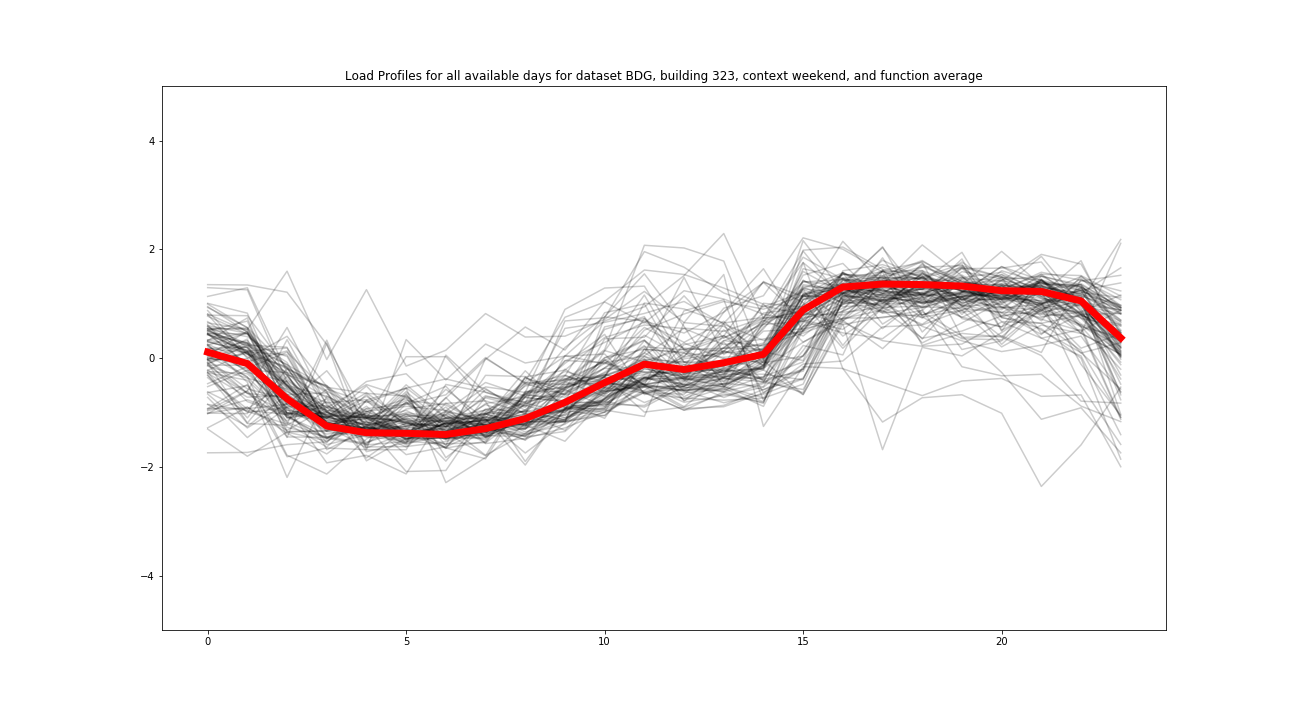 Load Profiles for all available days for dataset BDG, building 323, context weekend, and function average
4
2
0
−2
−4
0 5 10 15 20